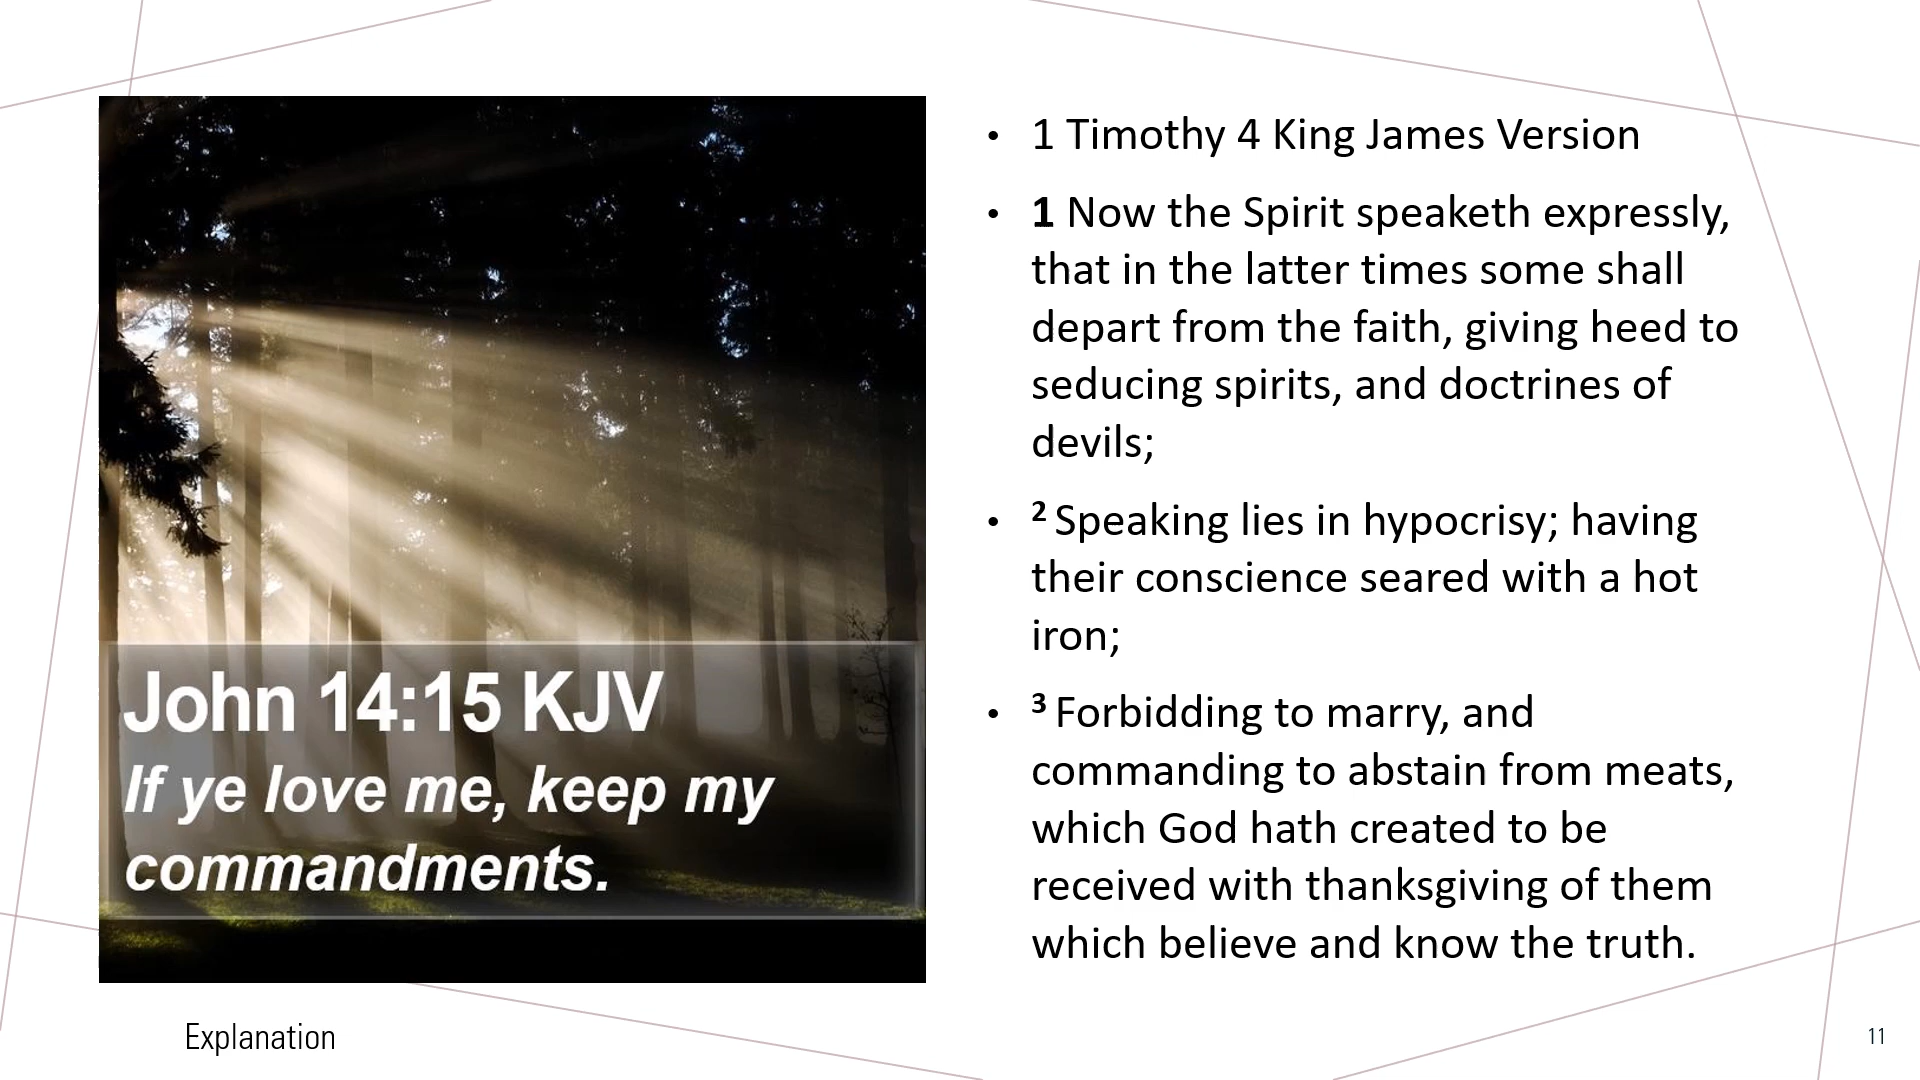 John 14:15 KJV
If ye love me, keep my
commandments.
• 1 Timothy 4 King James Version
• 1 Now the Spirit speaketh expressly,
that in the latter times some shall
depart from the faith, giving heed to
seducing spirits, and doctrines of
devils;
• ² Speaking lies in hypocrisy; having
their conscience seared with a hot
iron;
• ³ Forbidding to marry, and
commanding to abstain from meats,
which God hath created to be
received with thanksgiving of them
which believe and know the truth.
Explanation
11